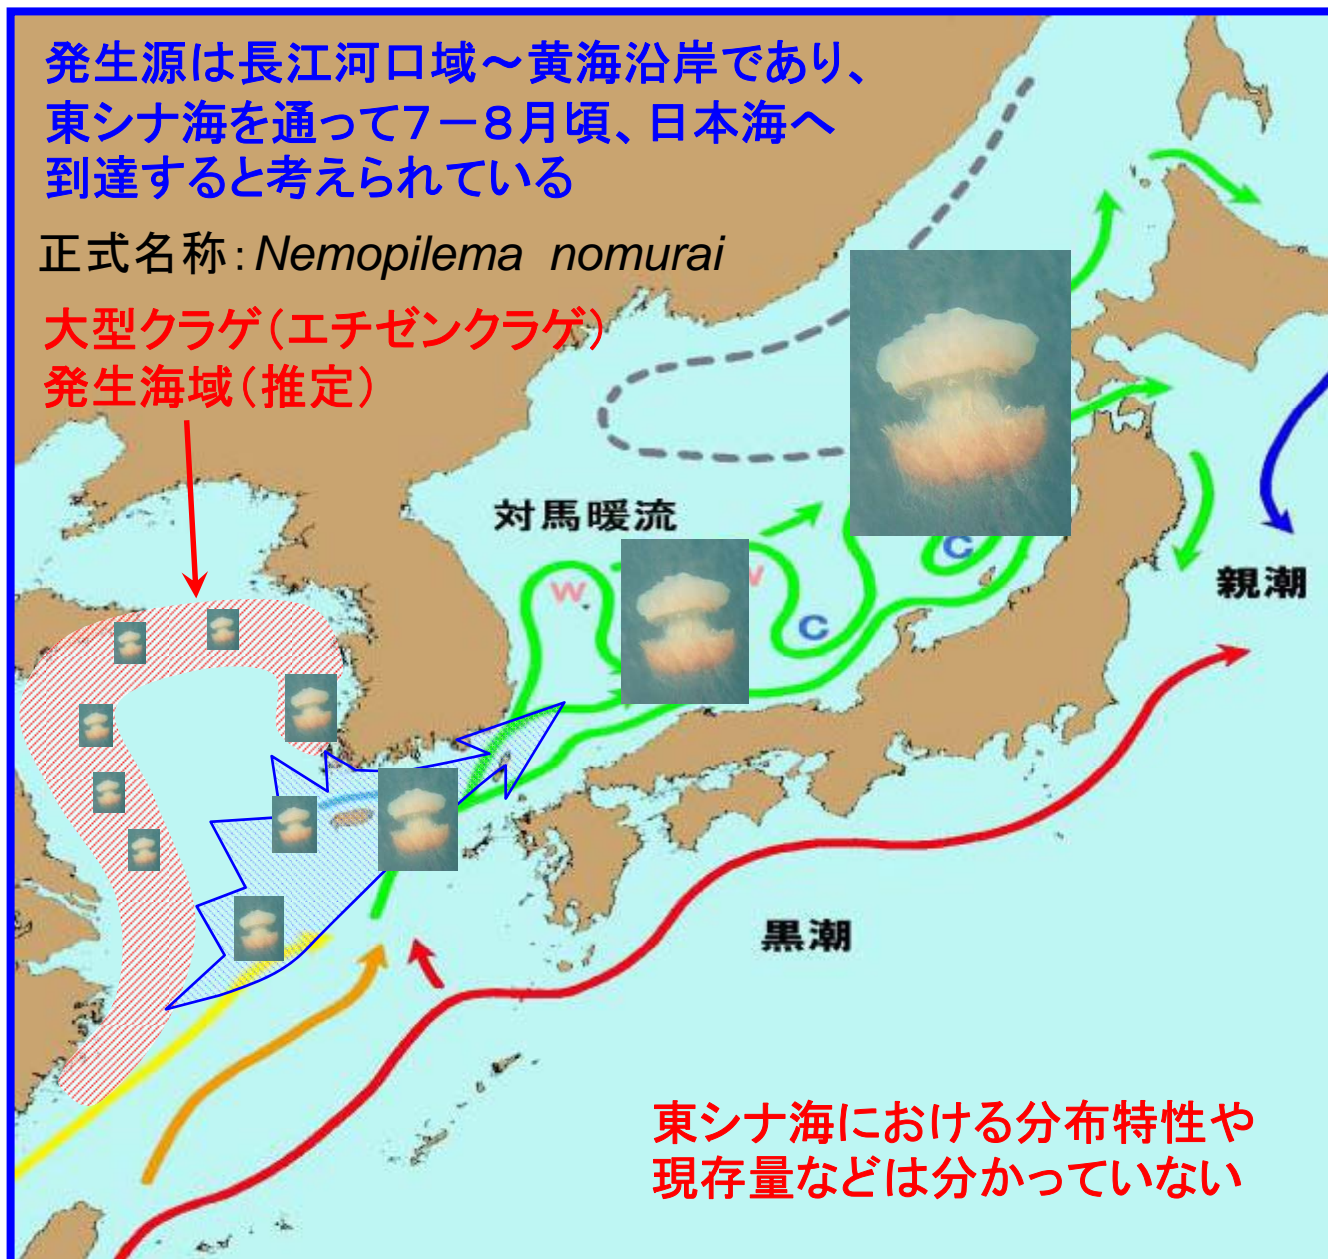 発生源は長江河口域～黄海沿岸であり、
東シナ海を通って７－８月頃、日本海へ
到達すると考えられている
正式名称：Nemopilema nomurai
大型クラゲ（エチゼンクラゲ）
発生海域（推定）
対馬暖流
W
W
C
C
親潮
黒潮
東シナ海における分布特性や
現存量などは分かっていない